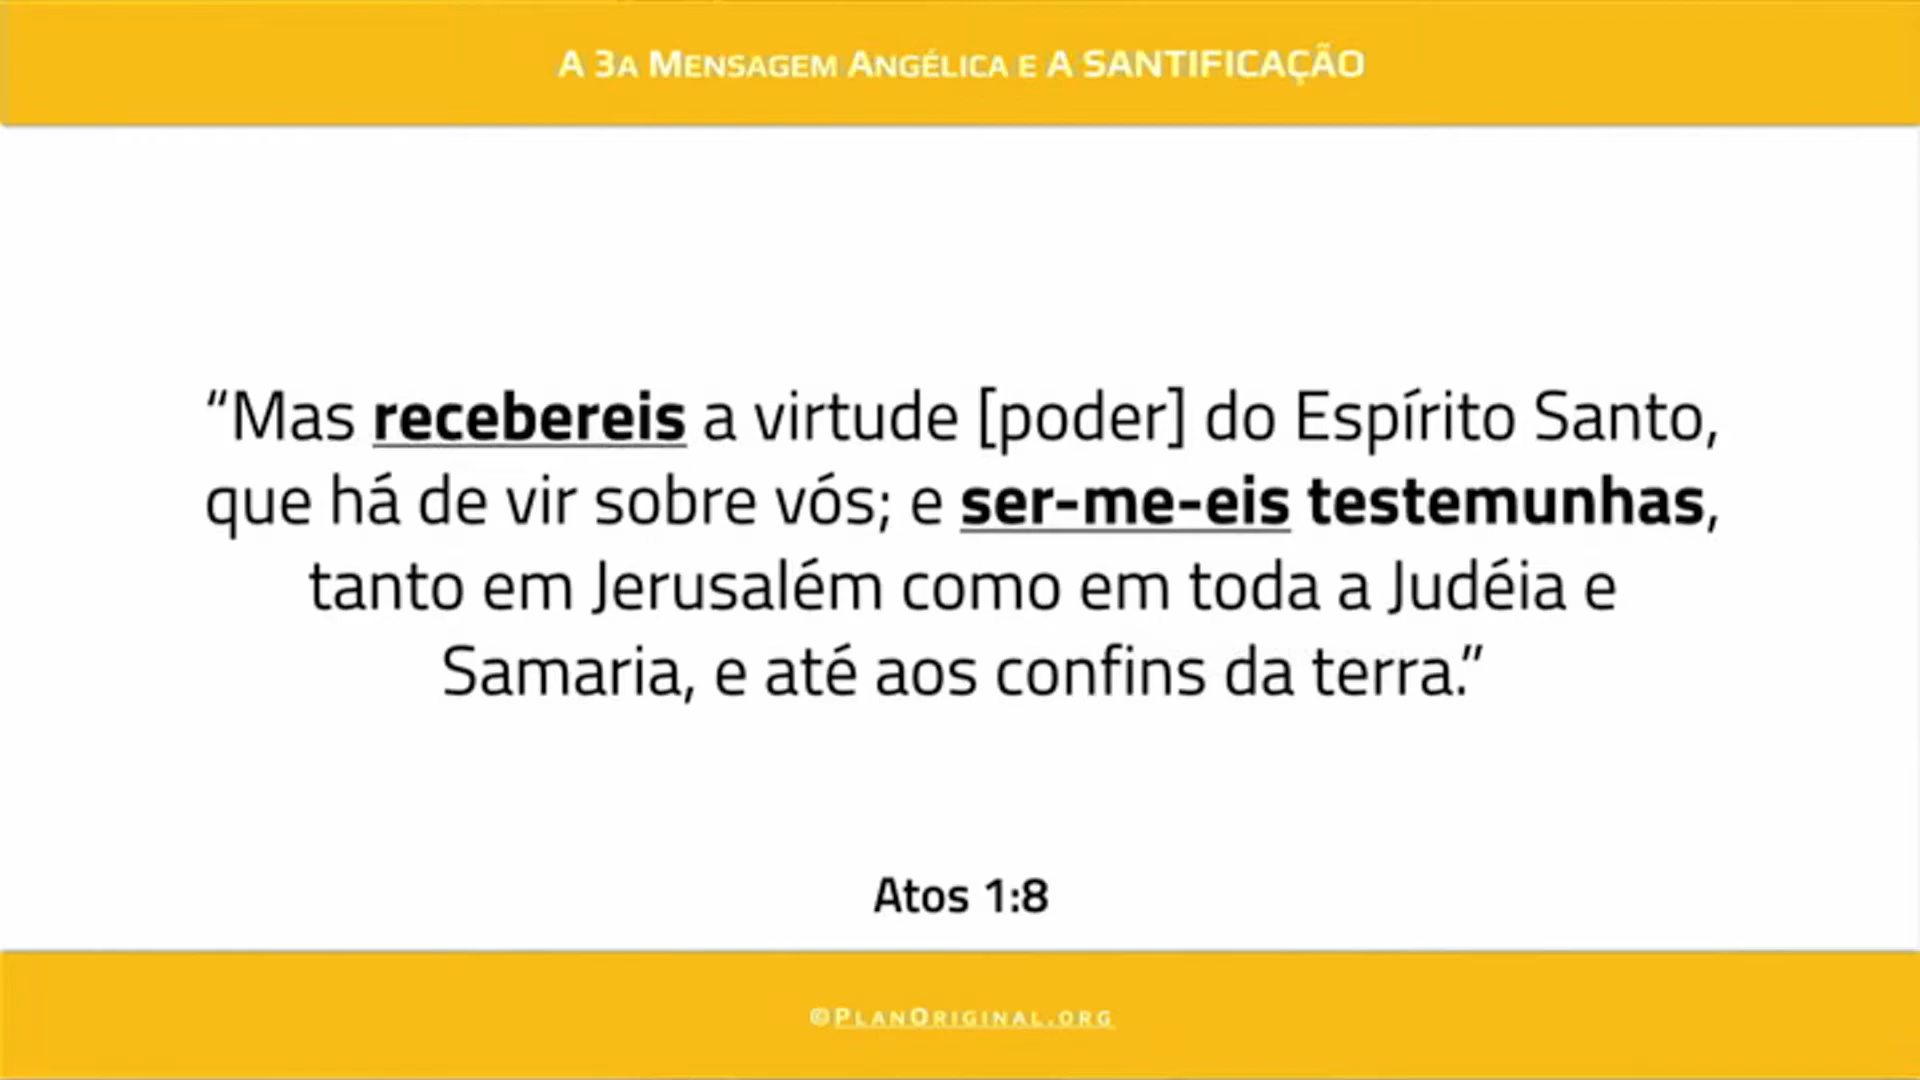 A 3a Mensagem Angélica e A SANTIFICAÇÃO
“Mas recebereis a virtude [poder] do Espírito Santo,
que há de vir sobre vós; e ser-me-eis testemunhas,
tanto em Jerusalém como em toda a Judéia e
Samaria, e até aos confins da terra.”
Atos 1:8
©PlanOriginal.org